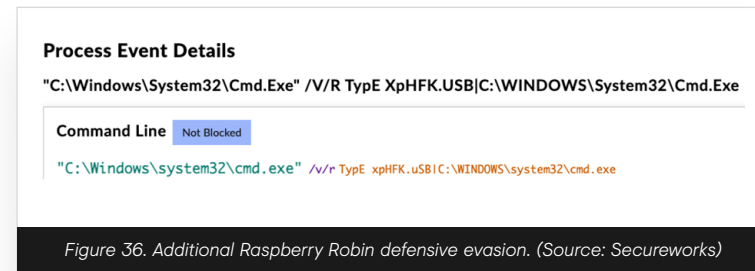 Process Event Details
"C:\Windows\System32\Cmd.Exe" /V/R TypE XpHFK.USB|C:\WINDOWS\System32\Cmd.Exe
Command Line Not Blocked
"C:\Windows\system32\cmd.exe" /v/r TypE xpHFK.uSB|C:\WINDOWS\system32\cmd.exe
Figure 36. Additional Raspberry Robin defensive evasion. (Source: Secureworks)